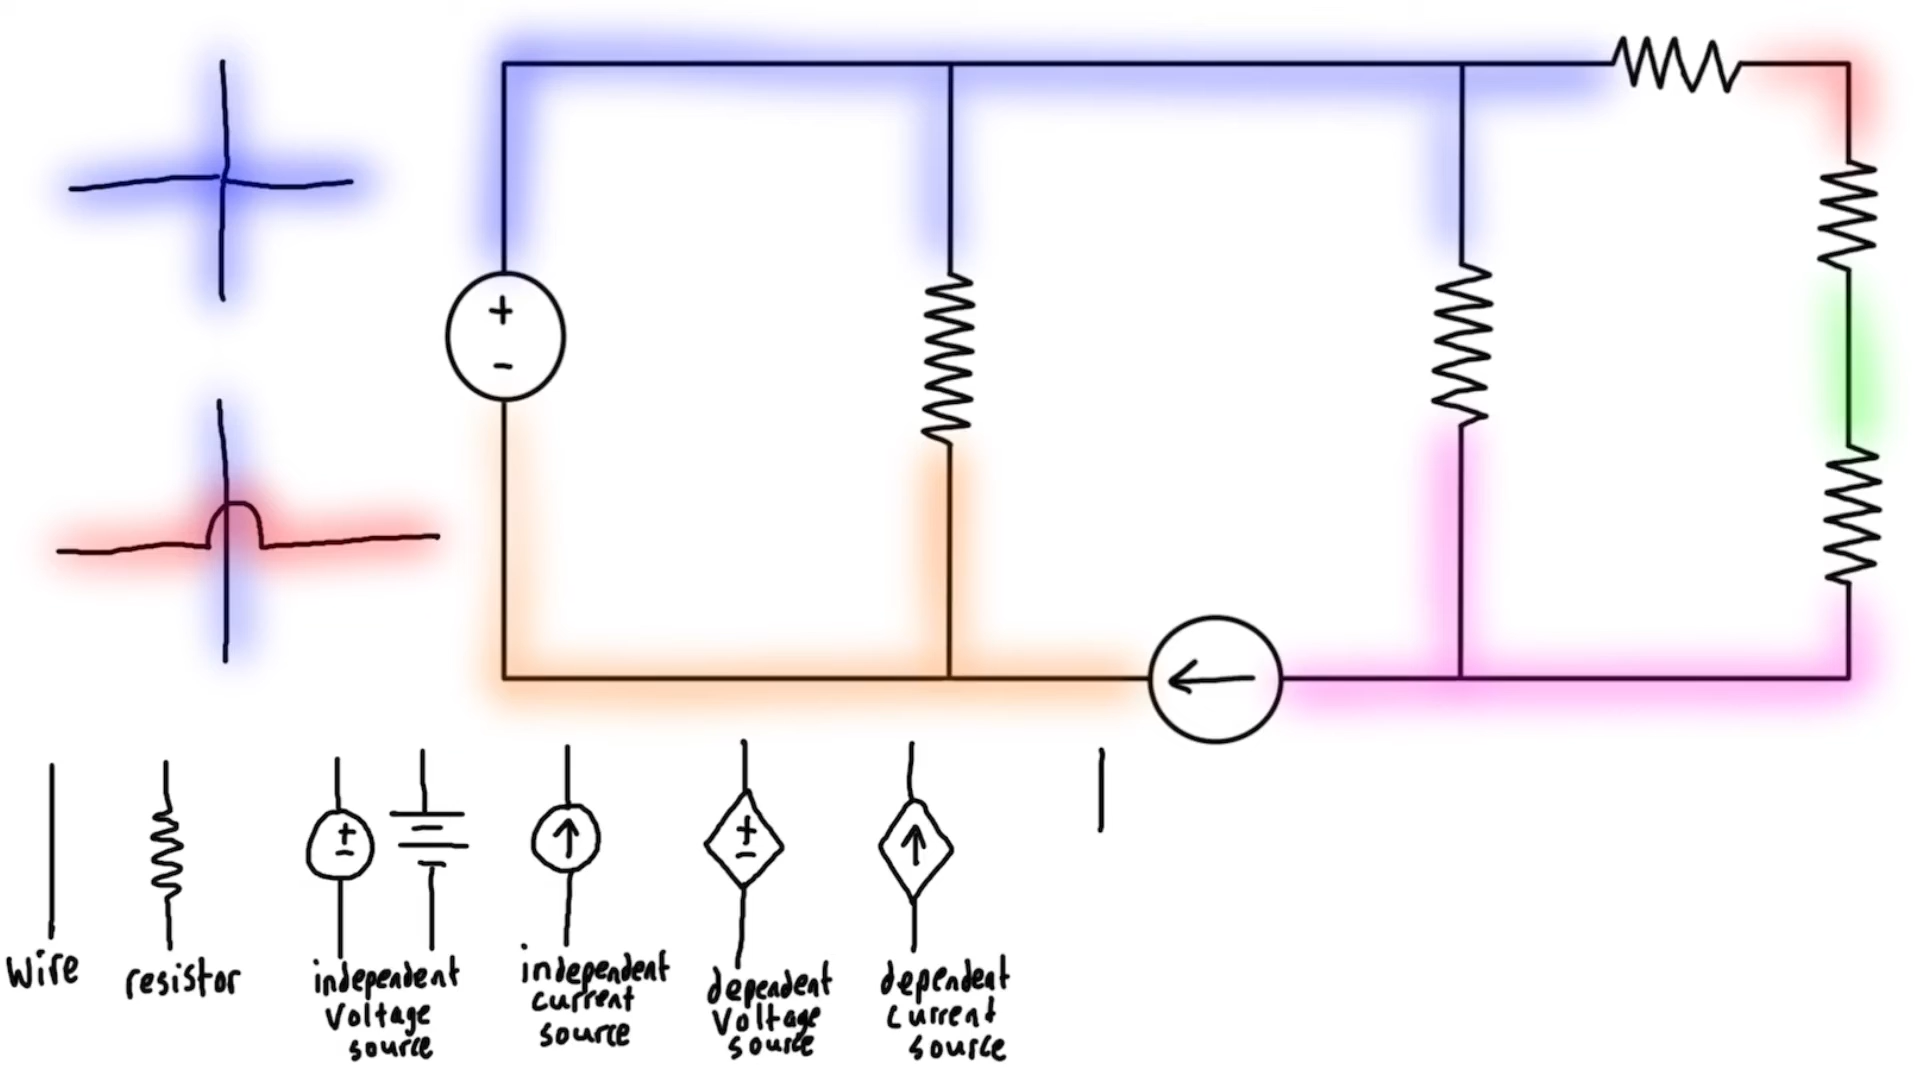 +
-
wire
resistor
+
-
independent
voltage
source
independent
current
source
+
-
dependent
voltage
source
dependent
current
source